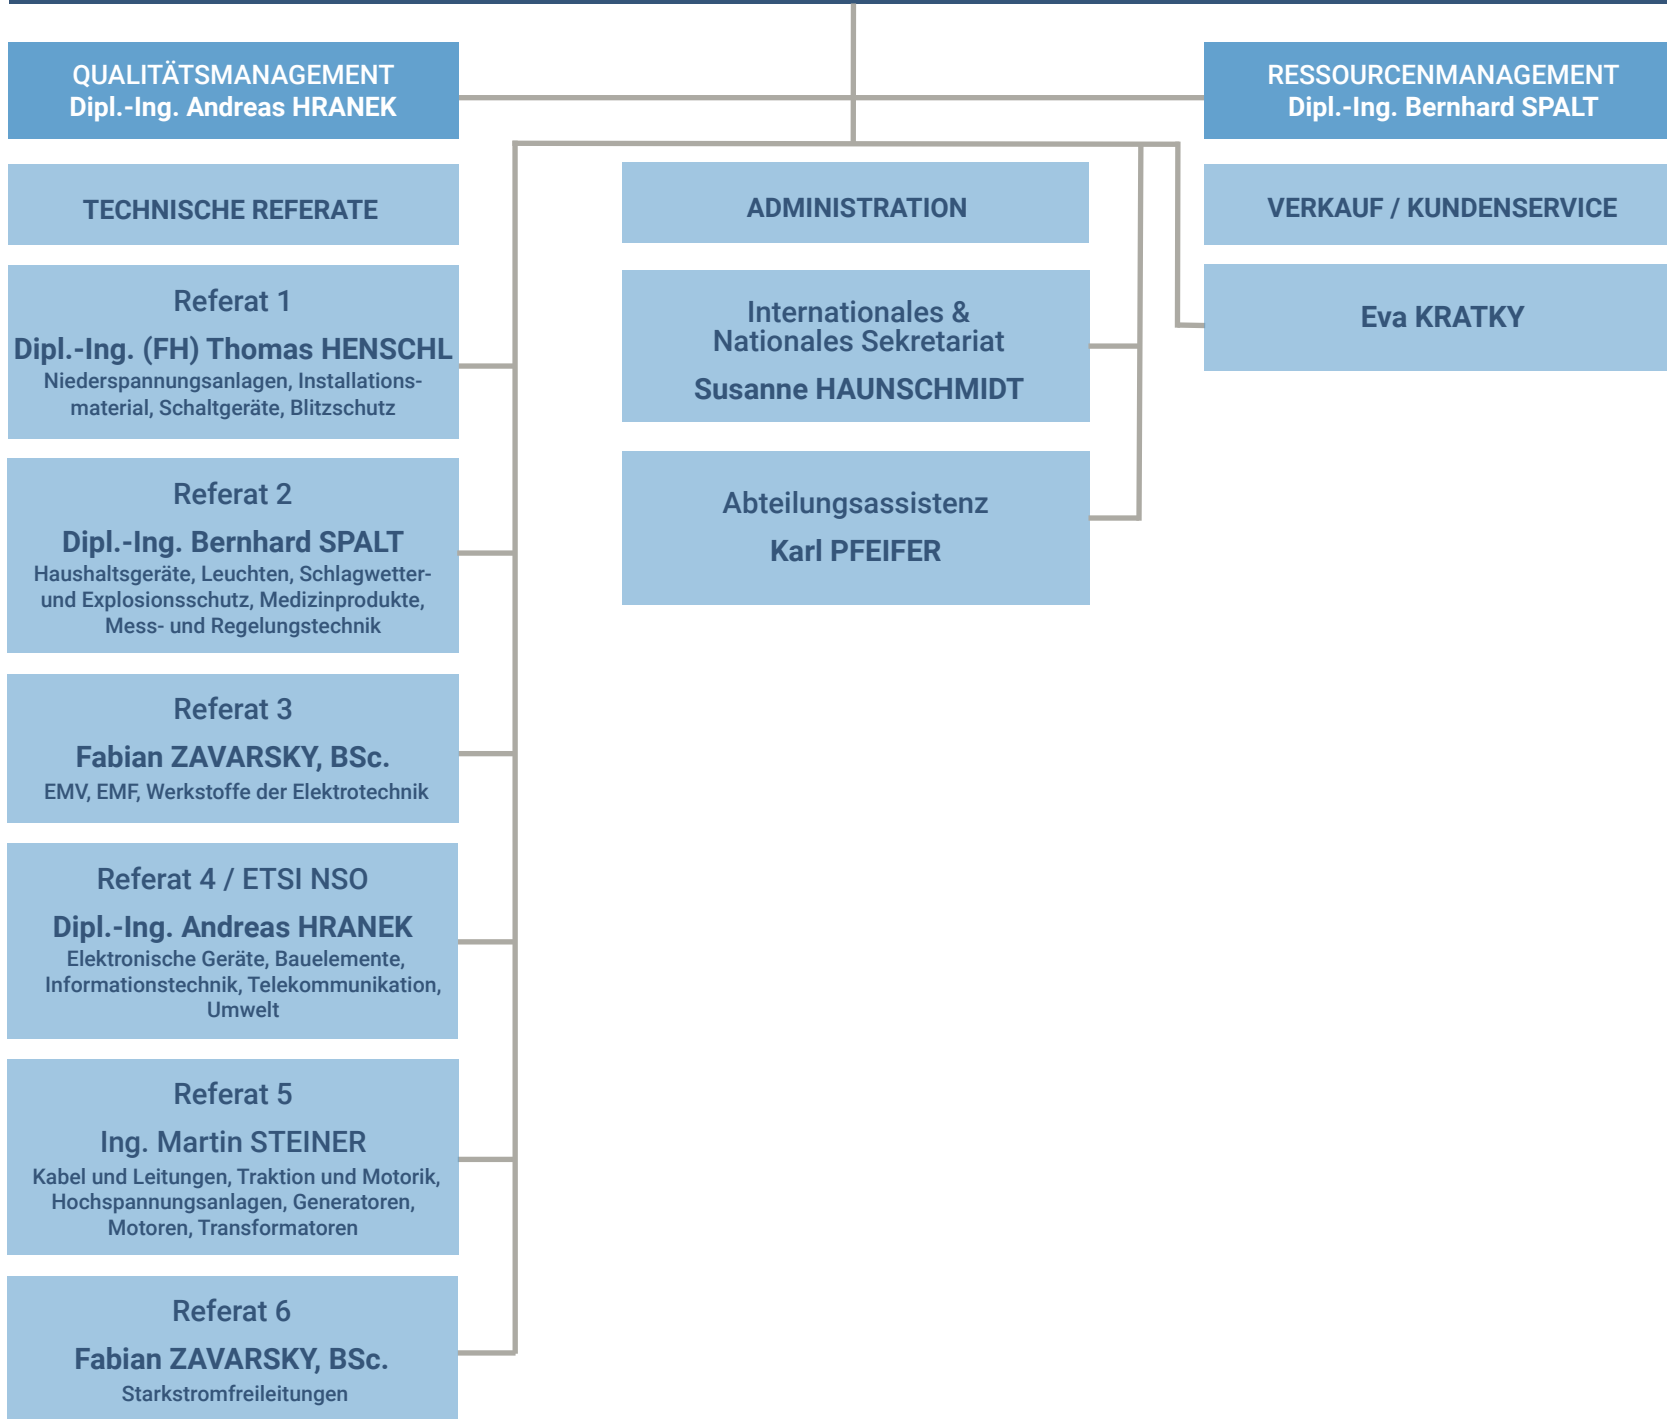 QUALITÄTSMANAGEMENT
Dipl.-Ing. Andreas HRANEK
RESSOURCENMANAGEMENT
Dipl.-Ing. Bernhard SPALT
TECHNISCHE REFERATE
Referat 1
Dipl.-Ing. (FH) Thomas HENSCHL
Niederspannungsanlagen, Installations-
material, Schaltgeräte, Blitzschutz
Referat 2
Dipl.-Ing. Bernhard SPALT
Haushaltsgeräte, Leuchten, Schlagwetter-
und Explosionsschutz, Medizinprodukte,
Mess- und Regelungstechnik
Referat 3
Fabian ZAVARSKY, BSc.
EMV, EMF, Werkstoffe der Elektrotechnik
Referat 4 / ETSI NSO
Dipl.-Ing. Andreas HRANEK
Elektronische Geräte, Bauelemente,
Informationstechnik, Telekommunikation,
Umwelt
Referat 5
Ing. Martin STEINER
Kabel und Leitungen, Traktion und Motorik,
Hochspannungsanlagen, Generatoren,
Motoren, Transformatoren
Referat 6
Fabian ZAVARSKY, BSc.
Starkstromfreileitungen
ADMINISTRATION
Internationales &
Nationales Sekretariat
Susanne HAUNSCHMIDT
Abteilungsassistenz
Karl PFEIFER
VERKAUF / KUNDENSERVICE
Eva KRATKY